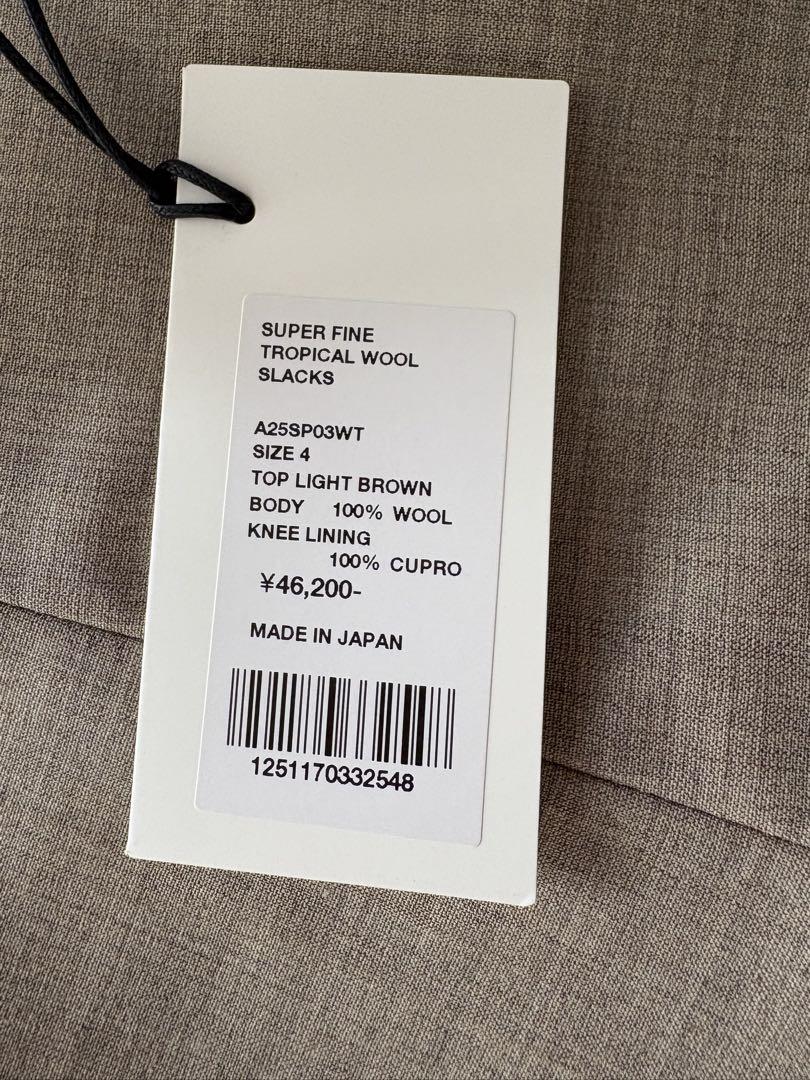 SUPER FINE
TROPICAL WOOL
SLACKS
A25SP03WT
SIZE 4
TOP LIGHT BROWN
BODY 100% WOOL
KNEE LINING
100% CUPRO
¥46,200-
MADE IN JAPAN
1251170332548